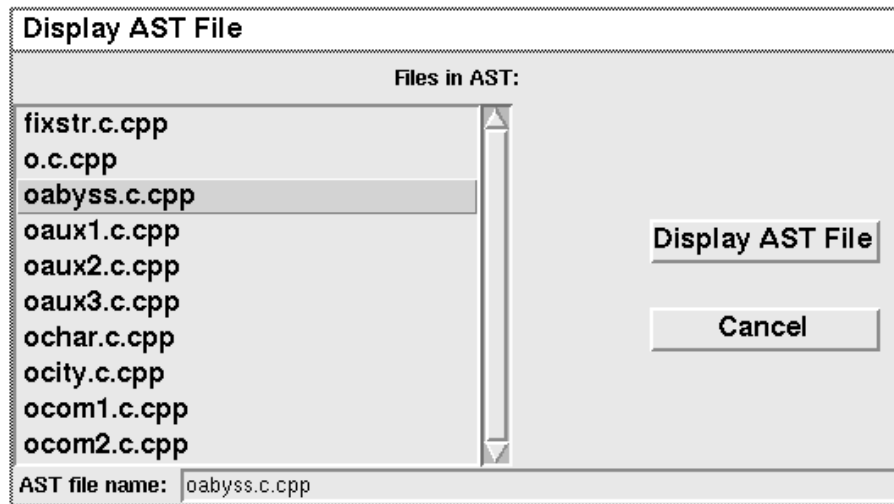 Display AST File
Files in AST:
fixstr.c.cpp
o.c.cpp
oabyss.c.cpp
oaux1.c.cpp
oaux2.c.cpp
oaux3.c.cpp
ochar.c.cpp
ocity.c.cpp
ocom1.c.cpp
ocom2.c.cpp
Display AST File
Cancel
AST file name: oabyss.c.cpp